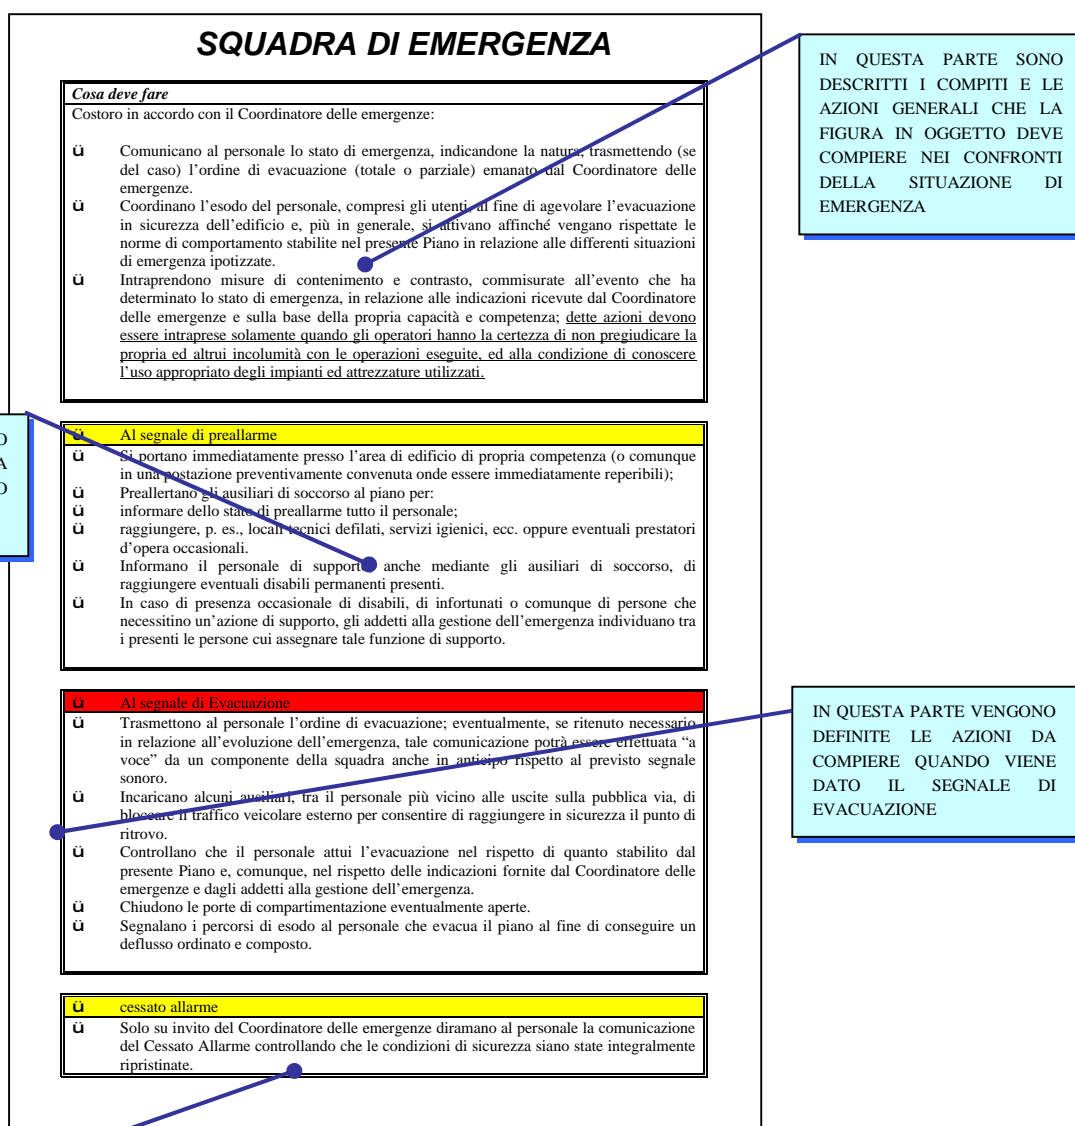 SQUADRA DI EMERGENZA
Cosa deve fare
Costoro in accordo con il Coordinatore delle emergenze:
ü Comunicano al personale lo stato di emergenza, indicandone la natura, trasmettendo (se
del caso) l’ordine di evacuazione (totale o parziale) emanato dal Coordinatore delle
emergenze.
ü Coordinano l’esodo del personale, compresi gli utenti, al fine di agevolare l’evacuazione
in sicurezza dell’edificio e, più in generale, si attivano affinché vengano rispettate le
norme di comportamento stabilite nel presente Piano in relazione alle differenti situazioni
di emergenza ipotizzate.
ü Intraprendono misure di contenimento e contrasto, commisurate all’evento che ha
determinato lo stato di emergenza, in relazione alle indicazioni ricevute dal Coordinatore
delle emergenze e sulla base della propria capacità e competenza; dette azioni devono
essere intraprese solamente quando gli operatori hanno la certezza di non pregiudicare la
propria ed altrui incolumità con le operazioni eseguite, ed alla condizione di conoscere
l’uso appropriato degli impianti ed attrezzature utilizzati.
IN QUESTA PARTE SONO
DESCRITTI I COMPITI E LE
AZIONI GENERALI CHE LA
FIGURA IN OGGETTO DEVE
COMPIERE NEI CONFRONTI
DELLA SITUAZIONE DI
EMERGENZA
O
A
O
ü Al segnale di preallarme
ü Si portano immediatamente presso l’area di edificio di propria competenza (o comunque
in una postazione preventivamente convenuta onde essere immediatamente reperibili);
ü Preallertano gli ausiliari di soccorso al piano per:
ü informare dello stato di preallarme tutto il personale;
ü raggiungere, p. es., locali tecnici defilati, servizi igienici, ecc. oppure eventuali prestatori
d’opera occasionali.
ü Informano il personale di supporto, anche mediante gli ausiliari di soccorso, di
raggiungere eventuali disabili permanenti presenti.
ü In caso di presenza occasionale di disabili, di infortunati o comunque di persone che
necessitino un’azione di supporto, gli addetti alla gestione dell’emergenza individuano tra
i presenti le persone cui assegnare tale funzione di supporto.
ü Al segnale di Evacuazione
ü Trasmettono al personale l’ordine di evacuazione; eventualmente, se ritenuto necessario
in relazione all’evoluzione dell’emergenza, tale comunicazione potrà essere effettuata “a
voce” da un componente della squadra anche in anticipo rispetto al previsto segnale
sonoro.
ü Incaricano alcuni ausiliari, tra il personale più vicino alle uscite sulla pubblica via, di
bloccare il traffico veicolare esterno per consentire di raggiungere in sicurezza il punto di
ritrovo.
ü Controllano che il personale attui l’evacuazione nel rispetto di quanto stabilito dal
presente Piano e, comunque, nel rispetto delle indicazioni fornite dal Coordinatore delle
emergenze e dagli addetti alla gestione dell’emergenza.
ü Chiudono le porte di compartimentazione eventualmente aperte.
ü Segnalano i percorsi di esodo al personale che evacua il piano al fine di conseguire un
deflusso ordinato e composto.
IN QUESTA PARTE VENGONO
DEFINITE LE AZIONI DA
COMPIERE QUANDO VIENE
DATO IL SEGNALE DI
EVACUAZIONE
ü cessato allarme
ü Solo su invito del Coordinatore delle emergenze diramano al personale la comunicazione
del Cessato Allarme controllando che le condizioni di sicurezza siano state integralmente
ripristinate.